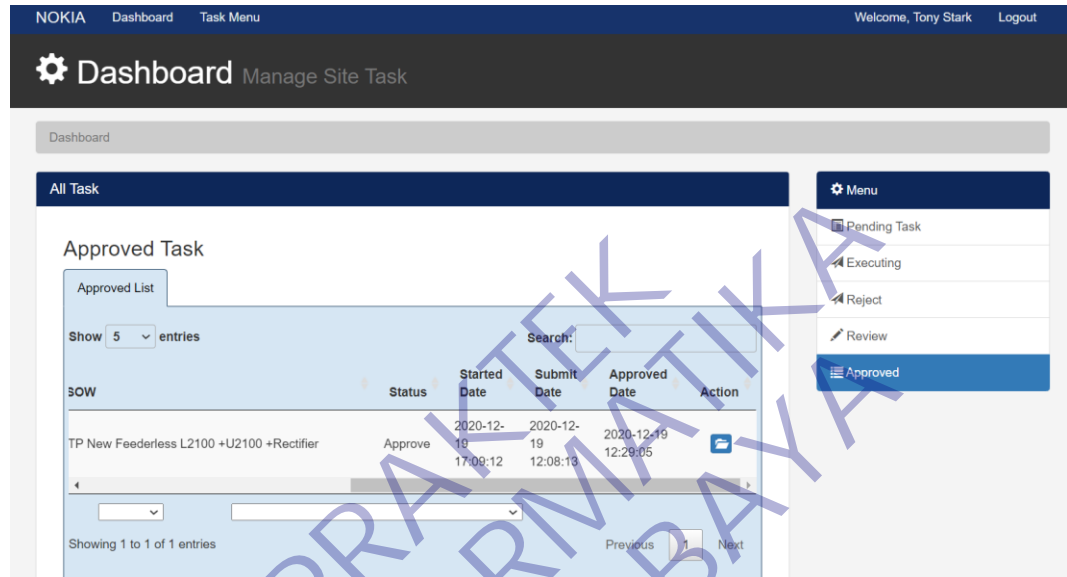 NOKIA Dashboard Task Menu Welcome, Tony Stark Logout
Dashboard Manage Site Task
Dashboard
All Task
Menu
Pending Task
Executing
Reject
Review
Approved
Approved Task
Approved List
Show 5 entries Search:
SOW Status Started Date Submit Date Approved Date Action
TP New Feederless L2100 +U2100 +Rectifier Approve 2020-12-19 17:09:12 2020-12-19 12:08:13 2020-12-19 12:29:05
Showing 1 to 1 of 1 entries Previous 1 Next
PRAKTEK